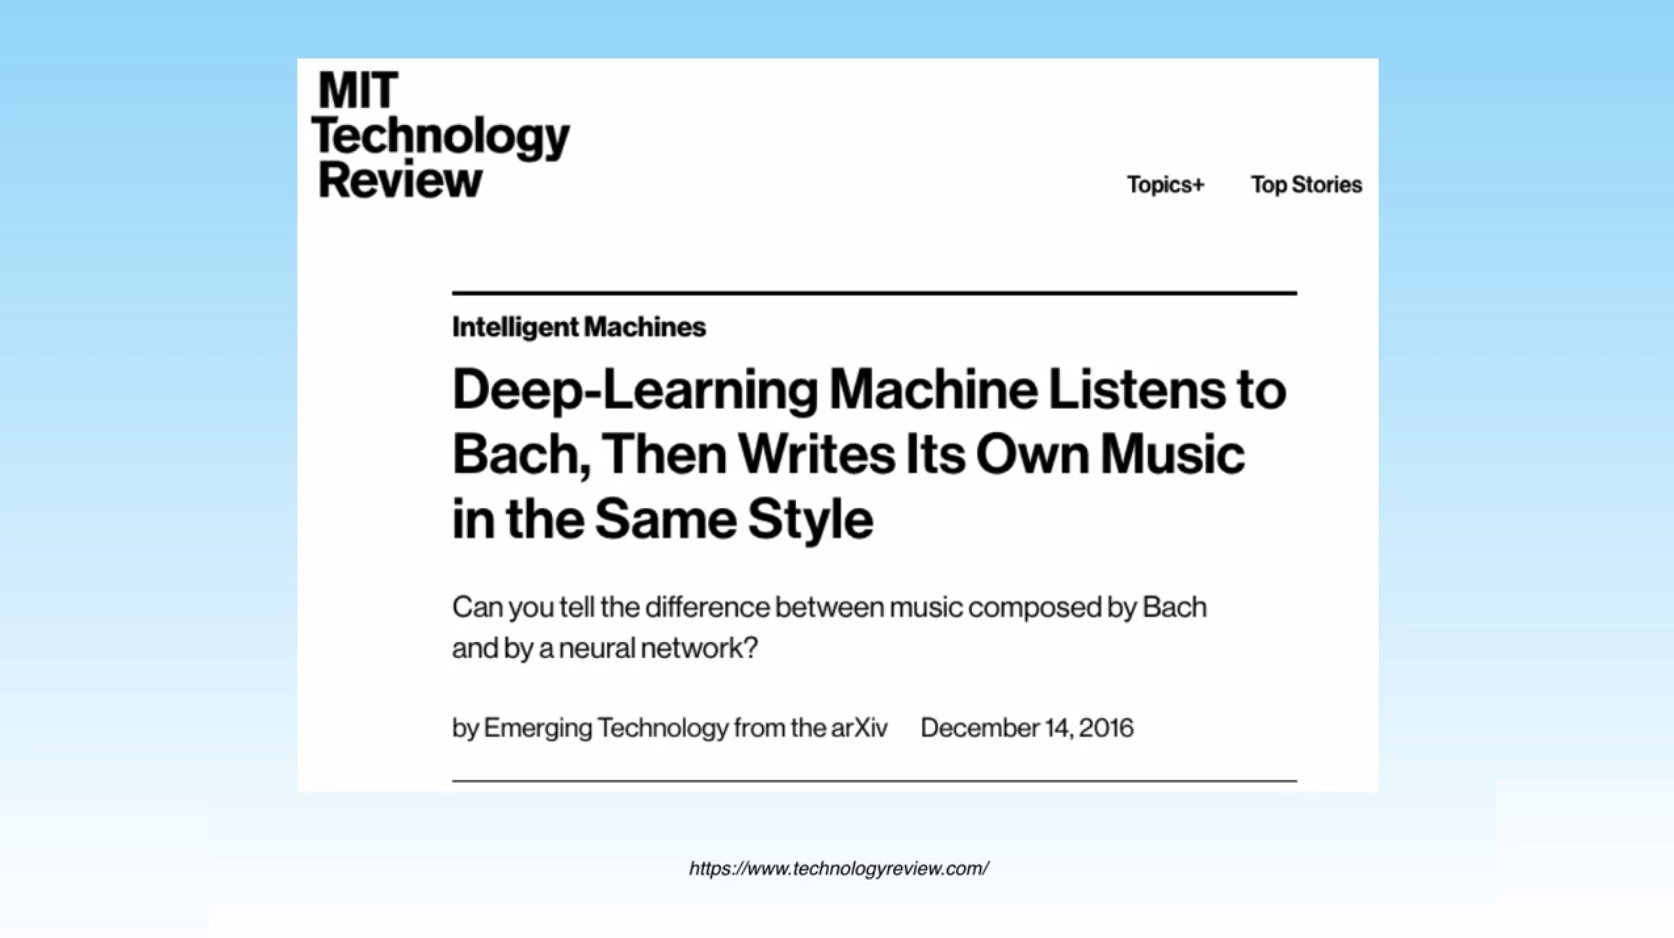 MIT
Technology
Review
Topics+ Top Stories
Intelligent Machines
Deep-Learning Machine Listens to
Bach, Then Writes Its Own Music
in the Same Style
Can you tell the difference between music composed by Bach
and by a neural network?
by Emerging Technology from the arXiv December 14, 2016
https://www.technologyreview.com/